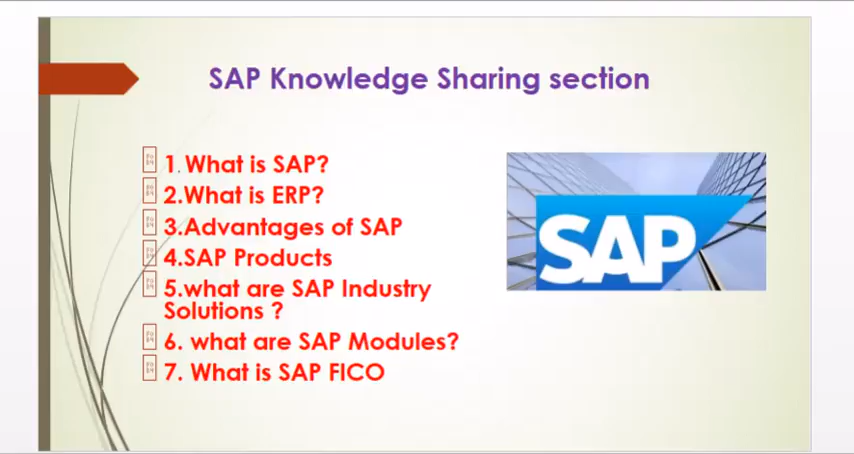 SAP Knowledge Sharing section
1. What is SAP?
2.What is ERP?
3.Advantages of SAP
4.SAP Products
5.what are SAP Industry
Solutions ?
6. what are SAP Modules?
7. What is SAP FICO
SAP